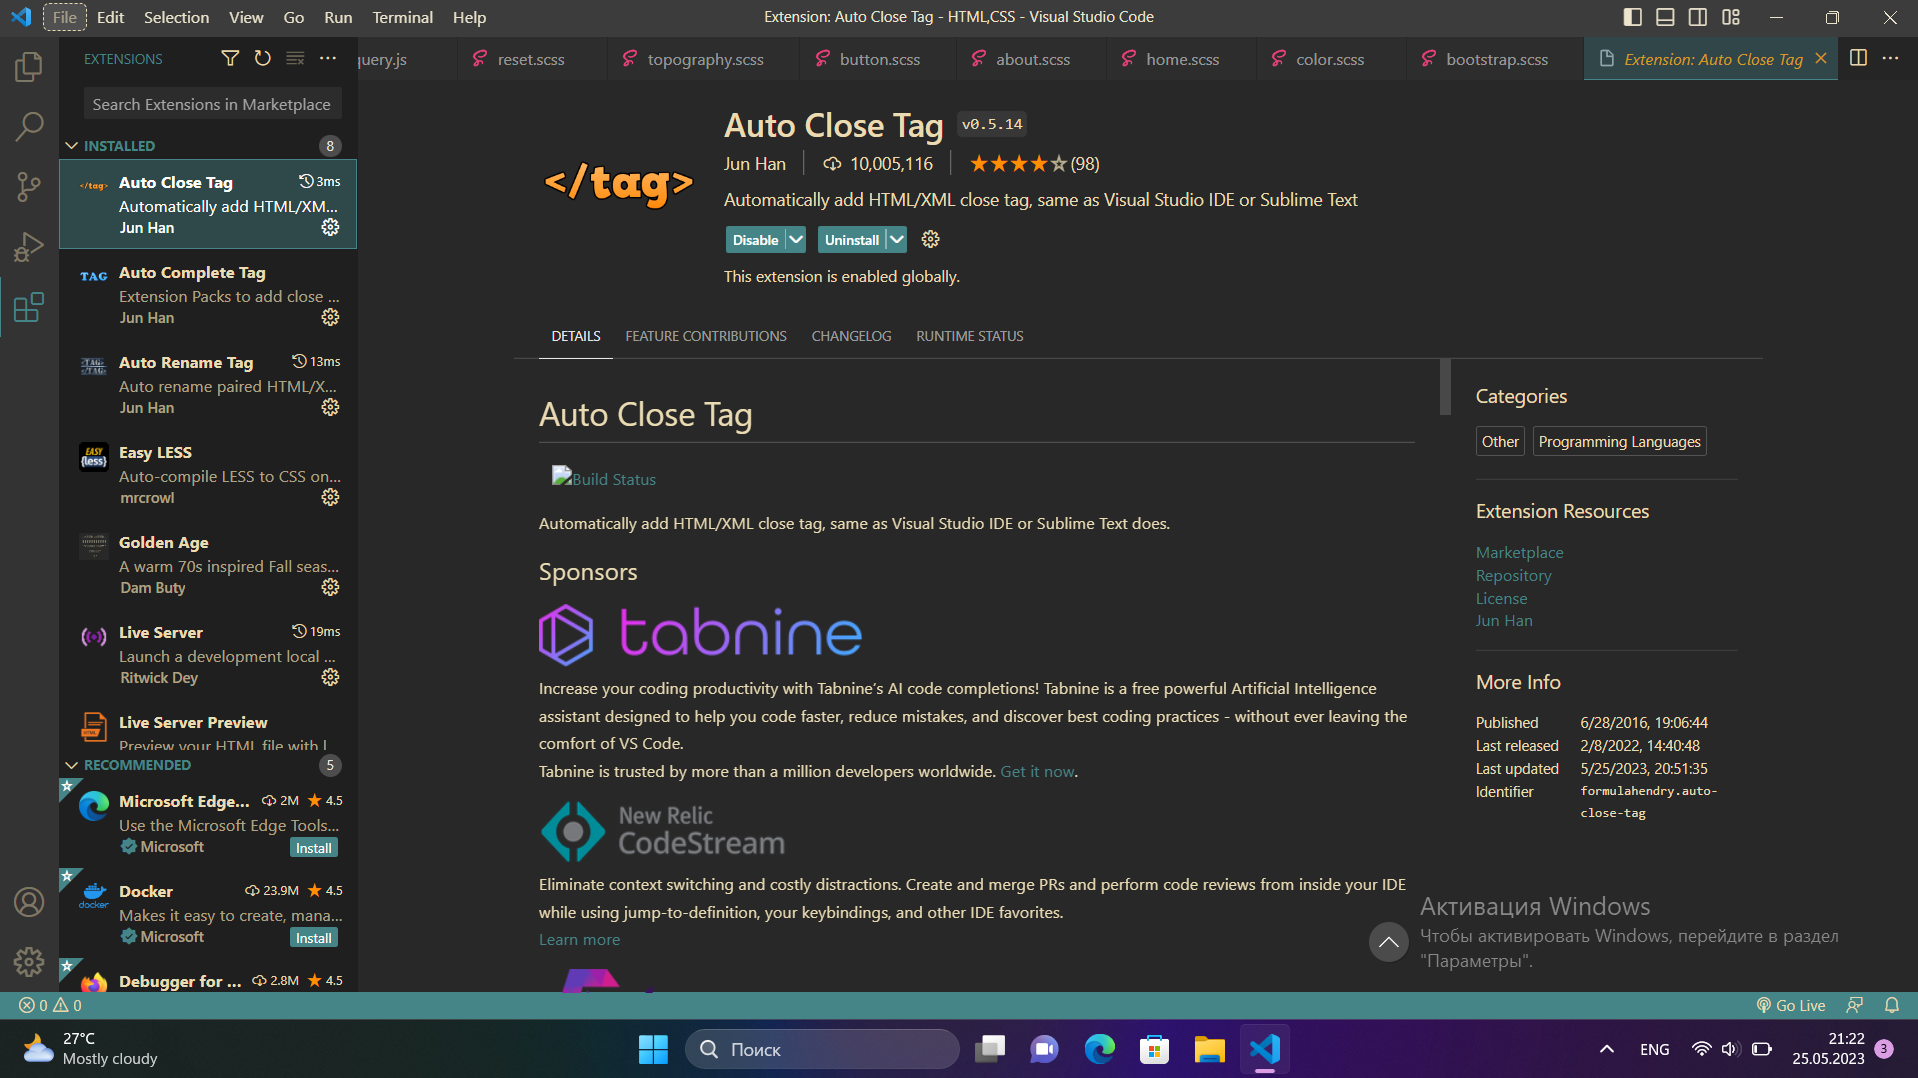 File Edit Selection View Go Run Terminal Help
Extension: Auto Close Tag - HTML,CSS - Visual Studio Code
EXTENSIONS
query.js
reset.scss
topography.scss
button.scss
about.scss
home.scss
color.scss
bootstrap.scss
Extension: Auto Close Tag
Search Extensions in Marketplace
INSTALLED 8
</tag>
Auto Close Tag 3ms
Automatically add HTML/XM...
Jun Han
TAG
Auto Complete Tag
Extension Packs to add close ...
Jun Han
Auto Rename Tag 13ms
Auto rename paired HTML/X...
Jun Han
EASY
{less}
Easy LESS
Auto-compile LESS to CSS on...
mrcrowl
Golden Age
A warm 70s inspired Fall seas...
Dam Buty
Live Server 19ms
Launch a development local ...
Ritwick Dey
HTML
Live Server Preview
Preview your HTML file with l
RECOMMENDED 5
Microsoft Edge... 2M 4.5
Use the Microsoft Edge Tools...
Microsoft Install
docker
Docker 23.9M 4.5
Makes it easy to create, mana...
Microsoft Install
Debugger for ... 2.8M 4.5
</tag>
Auto Close Tag v0.5.14
Jun Han 10,005,116 (98)
Automatically add HTML/XML close tag, same as Visual Studio IDE or Sublime Text
Disable Uninstall
This extension is enabled globally.
DETAILS FEATURE CONTRIBUTIONS CHANGELOG RUNTIME STATUS
Auto Close Tag
Build Status
Automatically add HTML/XML close tag, same as Visual Studio IDE or Sublime Text does.
Sponsors
tabnine
Increase your coding productivity with Tabnine’s AI code completions! Tabnine is a free powerful Artificial Intelligence
assistant designed to help you code faster, reduce mistakes, and discover best coding practices - without ever leaving the
comfort of VS Code.
Tabnine is trusted by more than a million developers worldwide. Get it now.
New Relic
CodeStream
Eliminate context switching and costly distractions. Create and merge PRs and perform code reviews from inside your IDE
while using jump-to-definition, your keybindings, and other IDE favorites.
Learn more
Categories
Other Programming Languages
Extension Resources
Marketplace
Repository
License
Jun Han
More Info
Published 6/28/2016, 19:06:44
Last released 2/8/2022, 14:40:48
Last updated 5/25/2023, 20:51:35
Identifier formulahendry.auto-
close-tag
Активация Windows
Чтобы активировать Windows, перейдите в раздел
"Параметры".
0 0
Go Live
27°C
Mostly cloudy
Поиск
ENG
21:22
25.05.2023
3